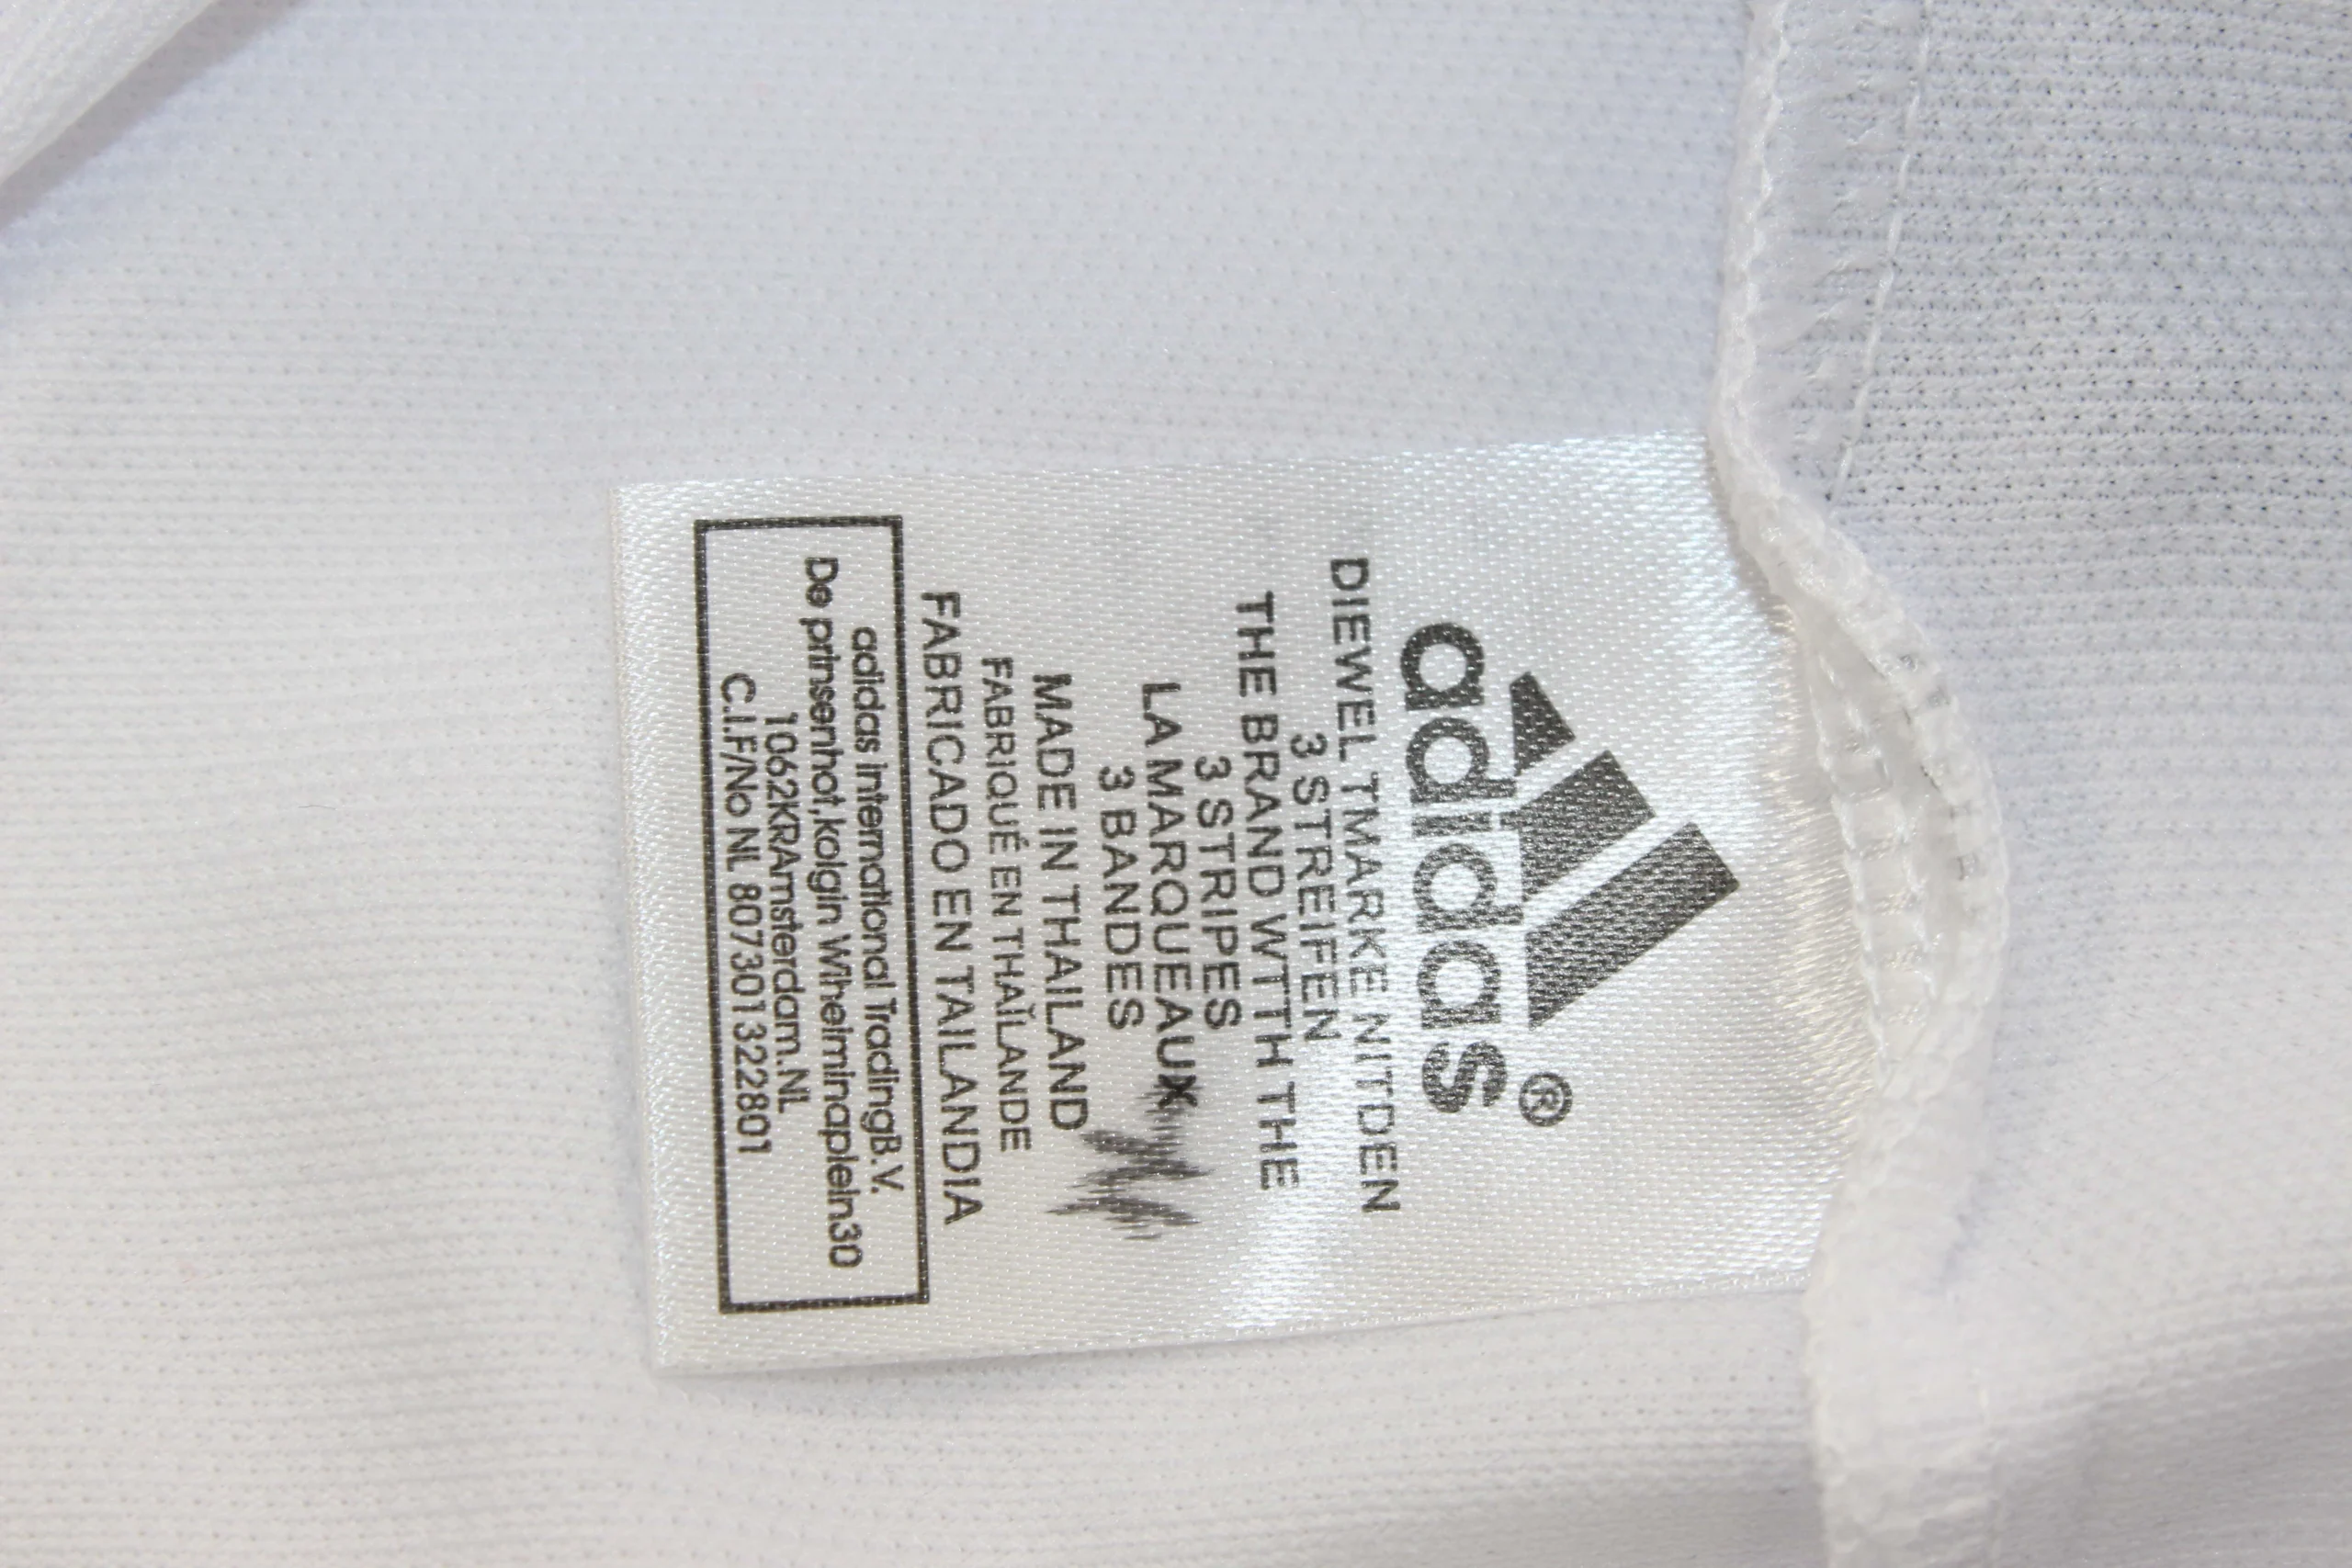 adidas®
DIEWEL TMARKE NITDEN
3 STREIFEN
THE BRAND WTTH THE
3 STRIPES
LA MARQUEAUX
3 BANDES
MADE IN THAILAND
FABRIQUÉ EN THAĬLANDE
FABRICADO EN TAILANDIA
adidas international TradingB.V.
De prinsenhot,kolgin Wiheiminaplein30
1062KRAmsterdam.NL
C.I.F/No NL 807301322801